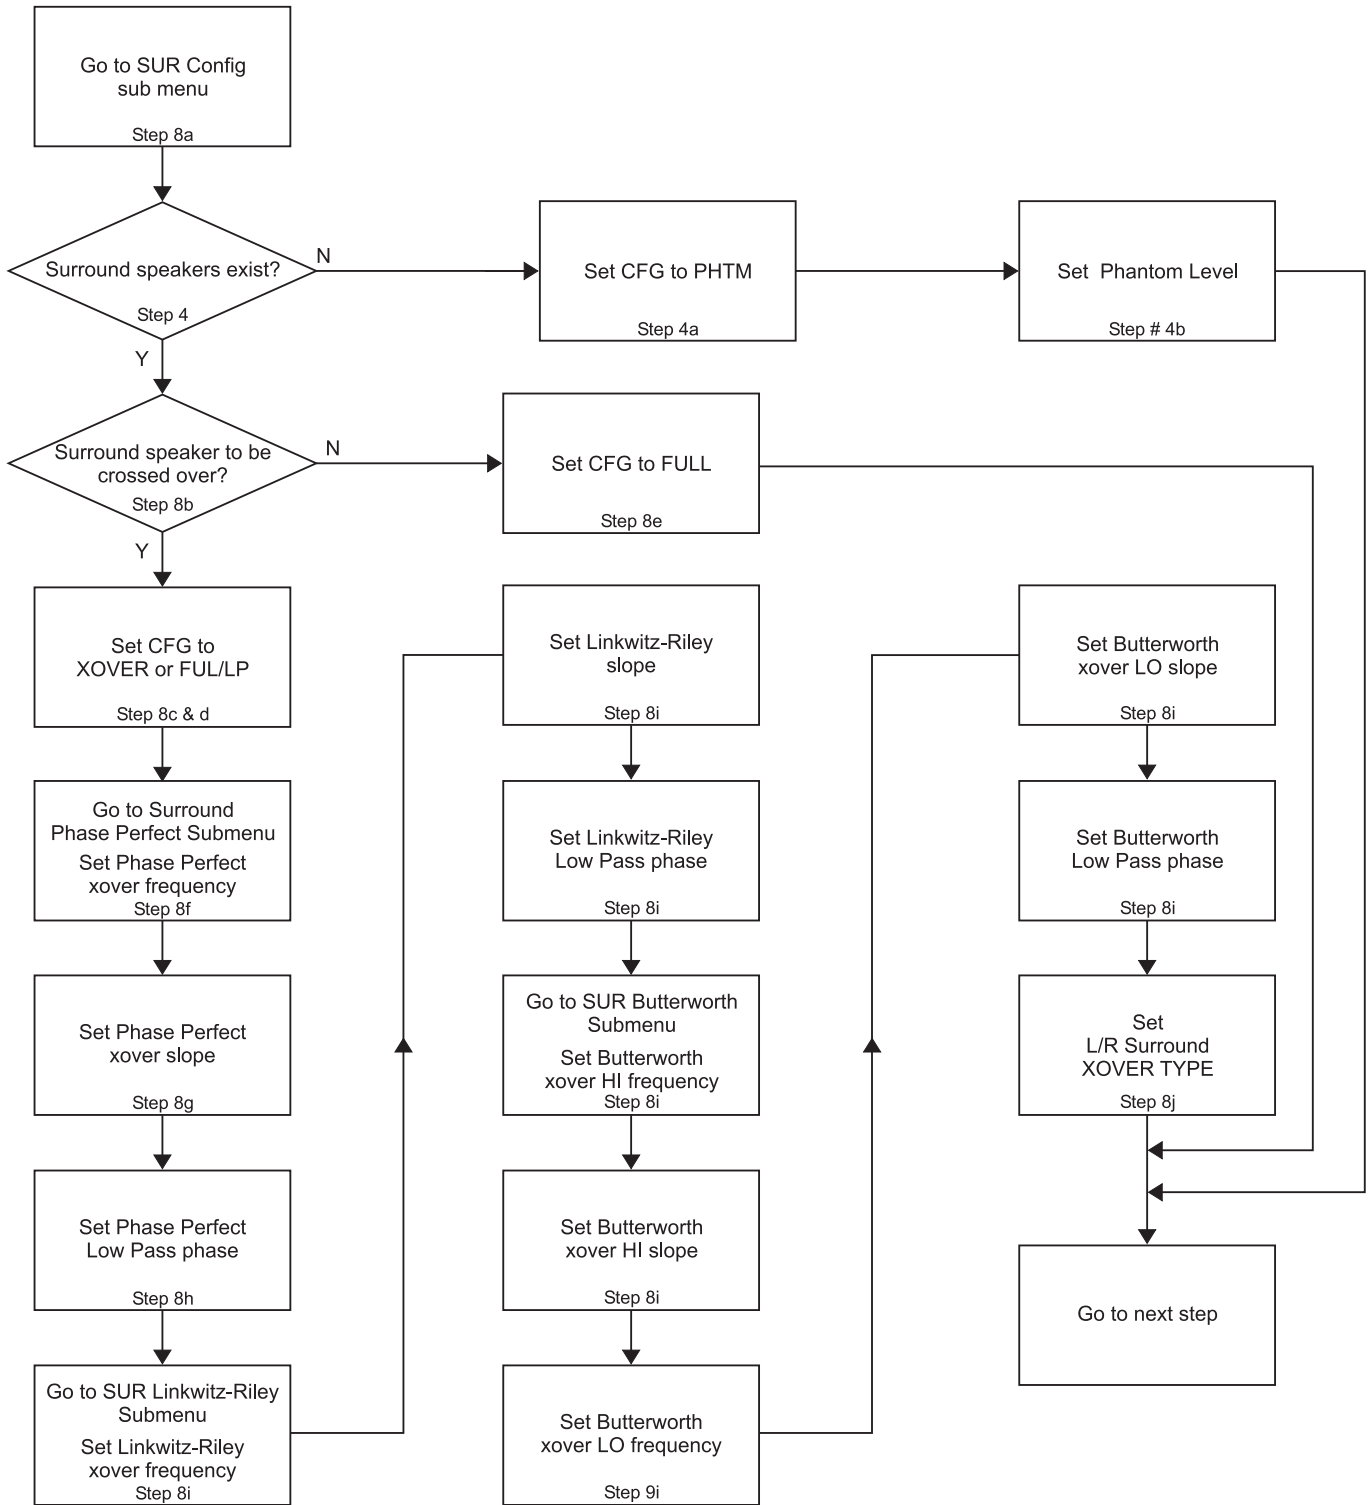 Go to SUR Config
sub menu
Step 8a
Surround speakers exist?
Step 4
N
Y
Set CFG to PHTM
Step 4a
Set Phantom Level
Step # 4b
Surround speaker to be
crossed over?
Step 8b
N
Y
Set CFG to FULL
Step 8e
Set CFG to
XOVER or FUL/LP
Step 8c & d
Go to Surround
Phase Perfect Submenu
Set Phase Perfect
xover frequency
Step 8f
Set Phase Perfect
xover slope
Step 8g
Set Phase Perfect
Low Pass phase
Step 8h
Go to SUR Linkwitz-Riley
Submenu
Set Linkwitz-Riley
xover frequency
Step 8i
Set Linkwitz-Riley
slope
Step 8i
Set Linkwitz-Riley
Low Pass phase
Step 8i
Go to SUR Butterworth
Submenu
Set Butterworth
xover HI frequency
Step 8i
Set Butterworth
xover HI slope
Step 8i
Set Butterworth
xover LO frequency
Step 9i
Set Butterworth
xover LO slope
Step 8i
Set Butterworth
Low Pass phase
Step 8i
Set
L/R Surround
XOVER TYPE
Step 8j
Go to next step